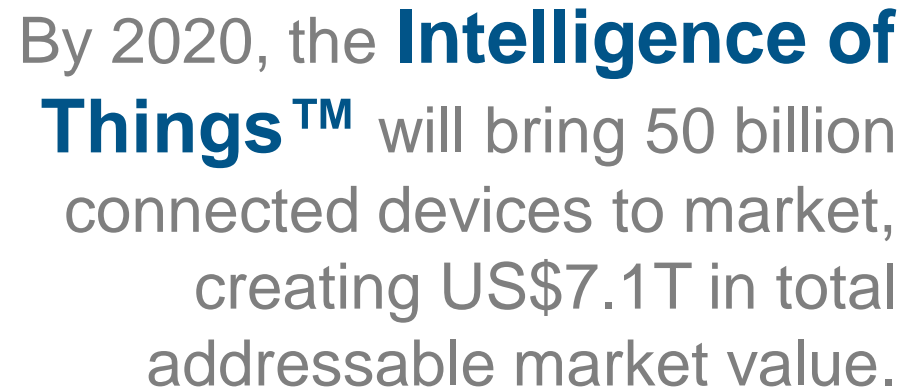 By 2020, the Intelligence of
Things™ will bring 50 billion
connected devices to market,
creating US$7.1T in total
addressable market value.